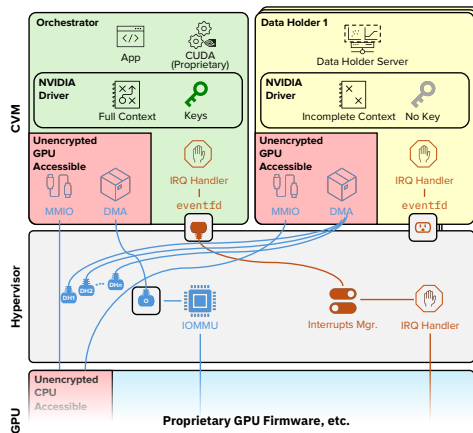 Orchestrator
App
CUDA
(Proprietary)
NVIDIA
Driver
Full Context
Keys
Unencrypted
GPU
Accessible
MMIO
DMA
IRQ Handler
eventfd
Data Holder 1
Data Holder Server
NVIDIA
Driver
Incomplete Context
No Key
Unencrypted
GPU
Accessible
MMIO
DMA
IRQ Handler
eventfd
CVM
Hypervisor
DH1
DH2
DHn
O
IOMMU
Interrupts Mgr.
IRQ Handler
GPU
Unencrypted
CPU
Accessible
Proprietary GPU Firmware, etc.